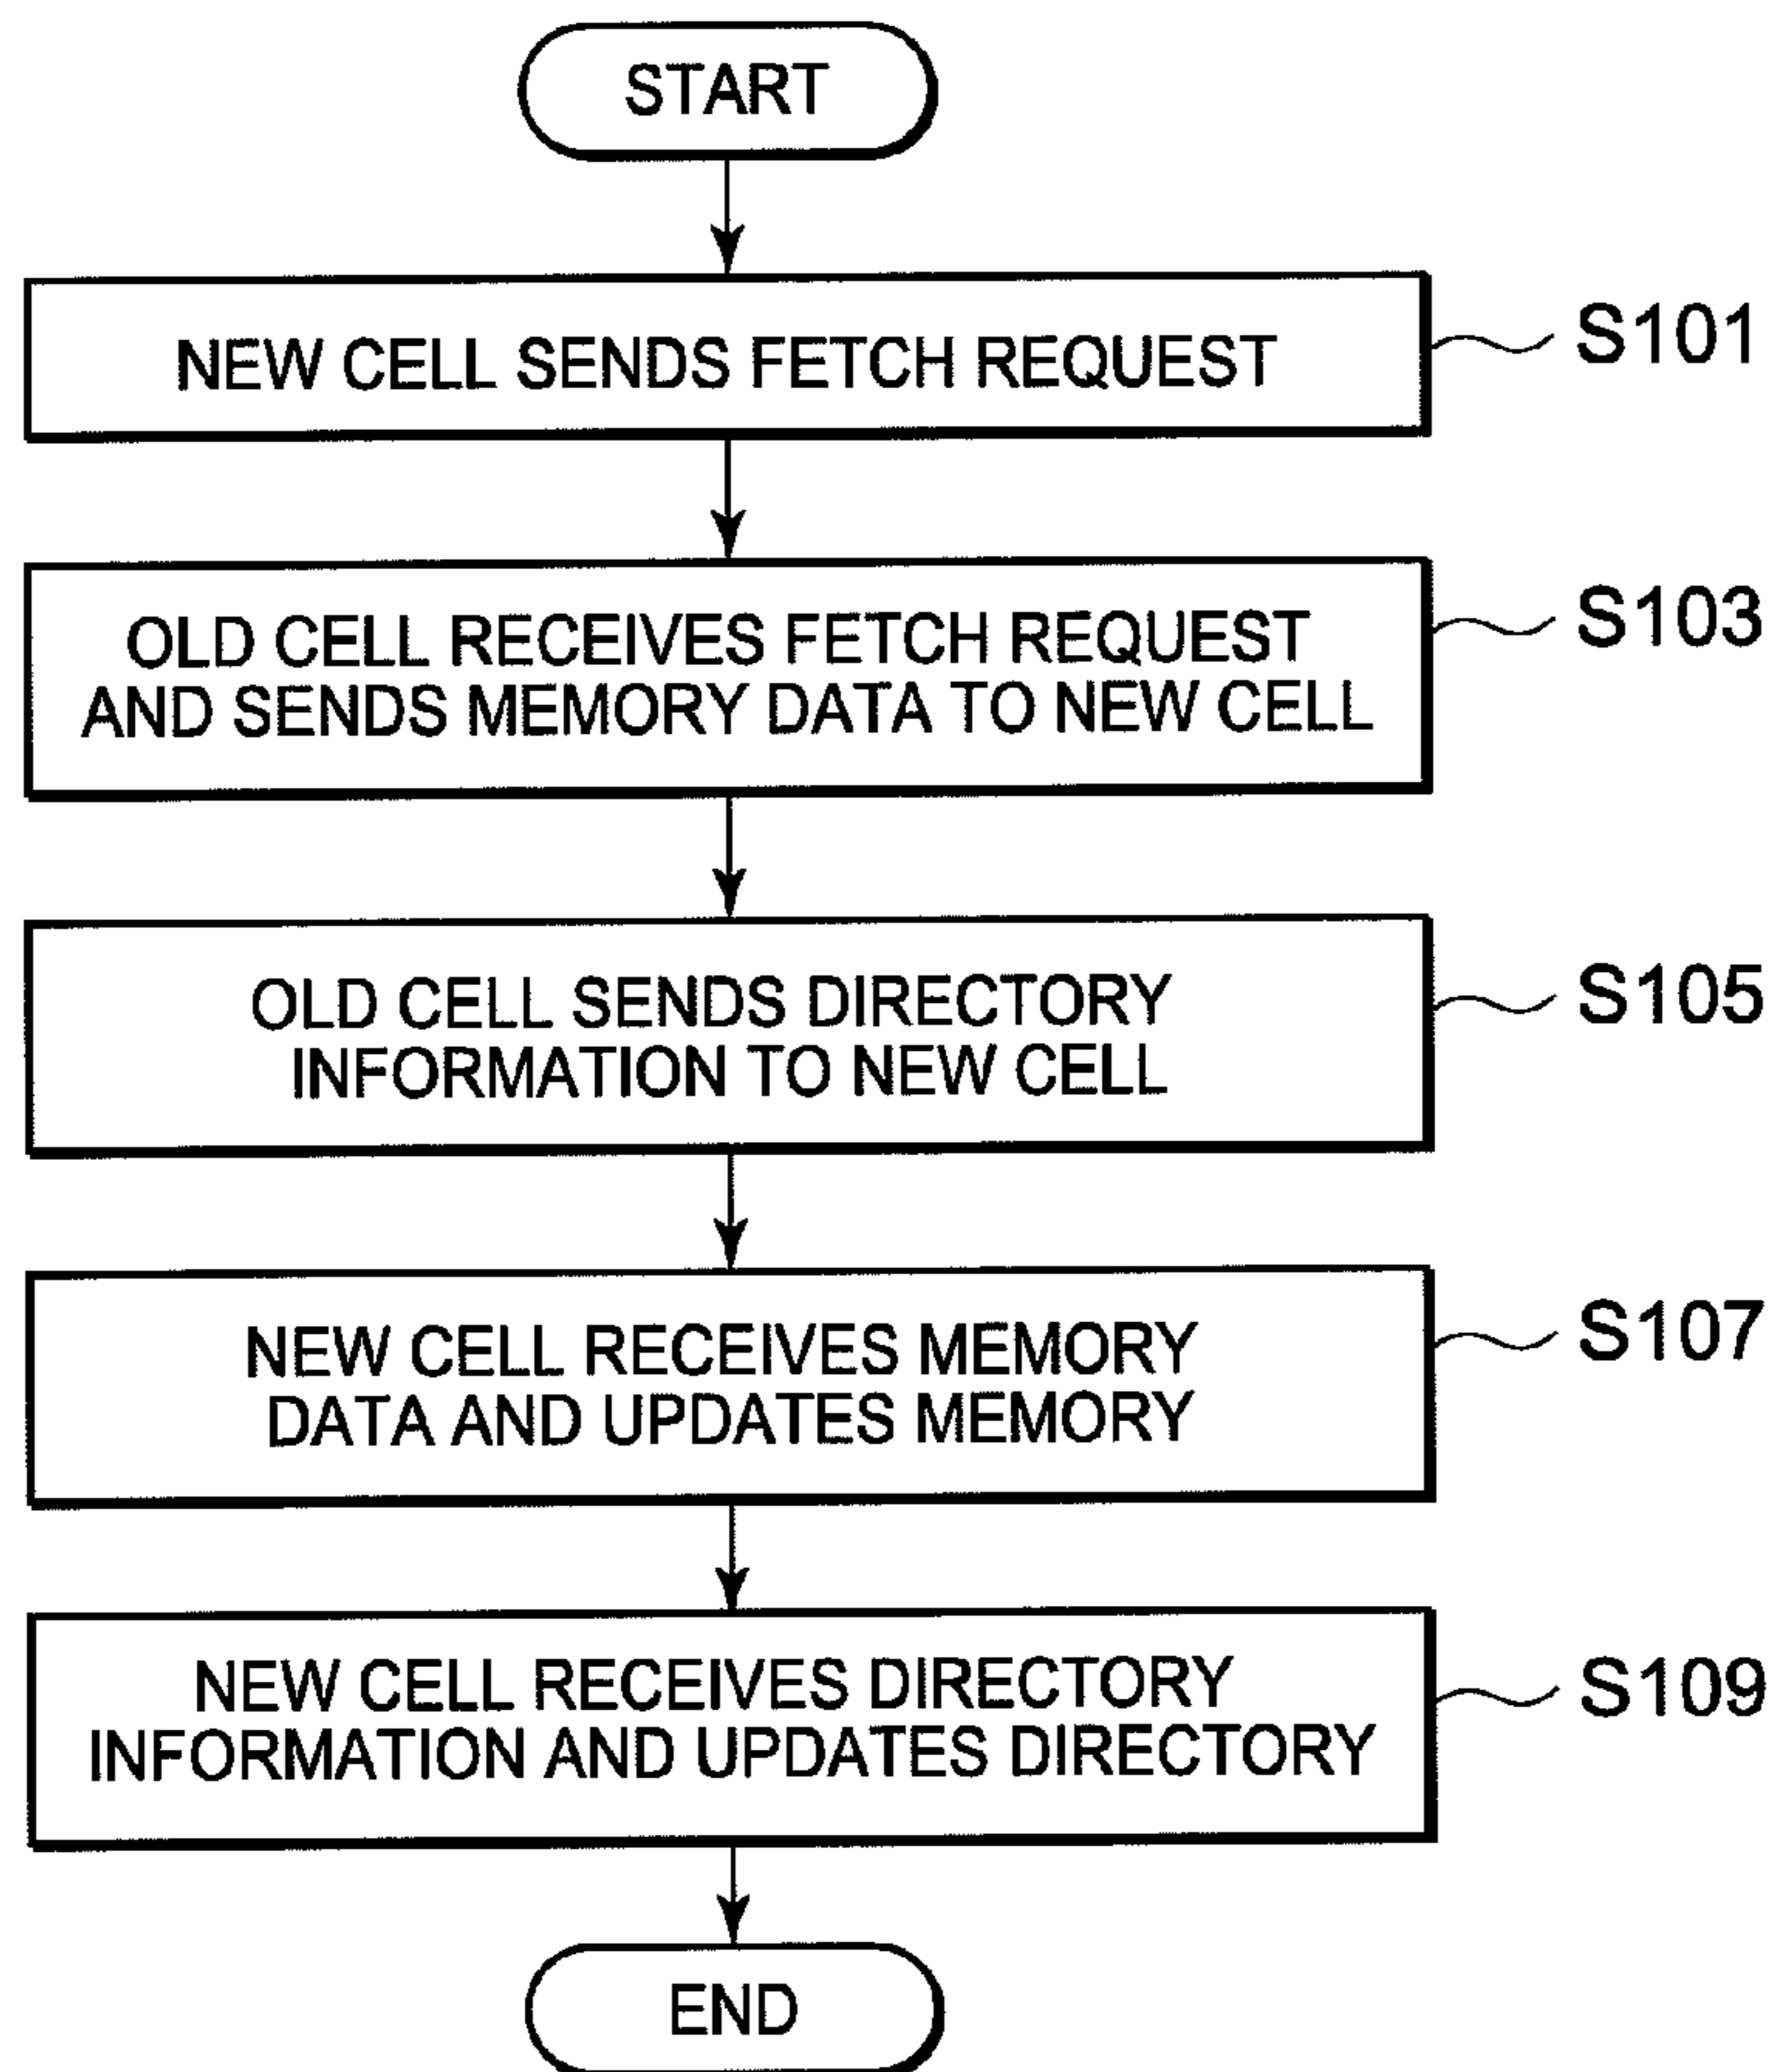 START
NEW CELL SENDS FETCH REQUEST
S101
OLD CELL RECEIVES FETCH REQUEST
AND SENDS MEMORY DATA TO NEW CELL
S103
OLD CELL SENDS DIRECTORY
INFORMATION TO NEW CELL
S105
NEW CELL RECEIVES MEMORY
DATA AND UPDATES MEMORY
S107
NEW CELL RECEIVES DIRECTORY
INFORMATION AND UPDATES DIRECTORY
S109
END